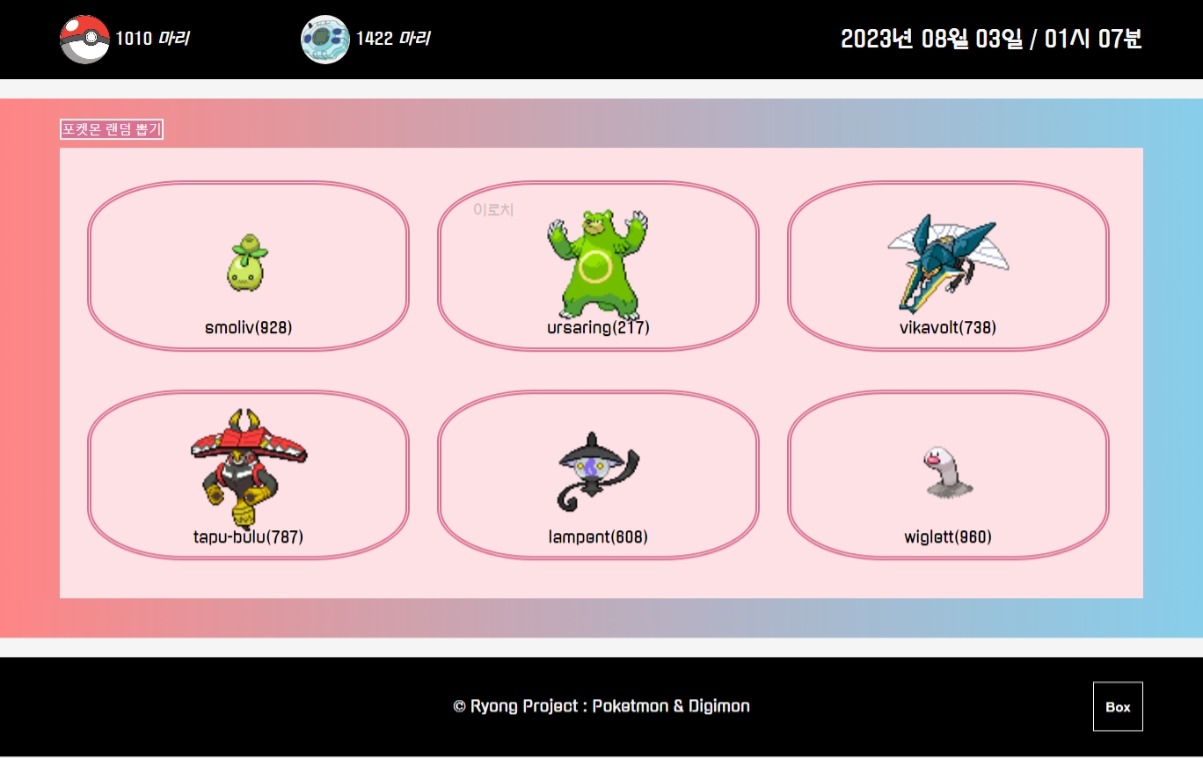 1010 마리
1422 마리
2023년 08월 03일 / 01시 07분
포켓몬 랜덤 뽑기
smoliv(928)
이로치
ursaring(217)
vikavolt(738)
tapu-bulu(787)
lampent(608)
wiglett(960)
© Ryong Project : Poketmon & Digimon
Box